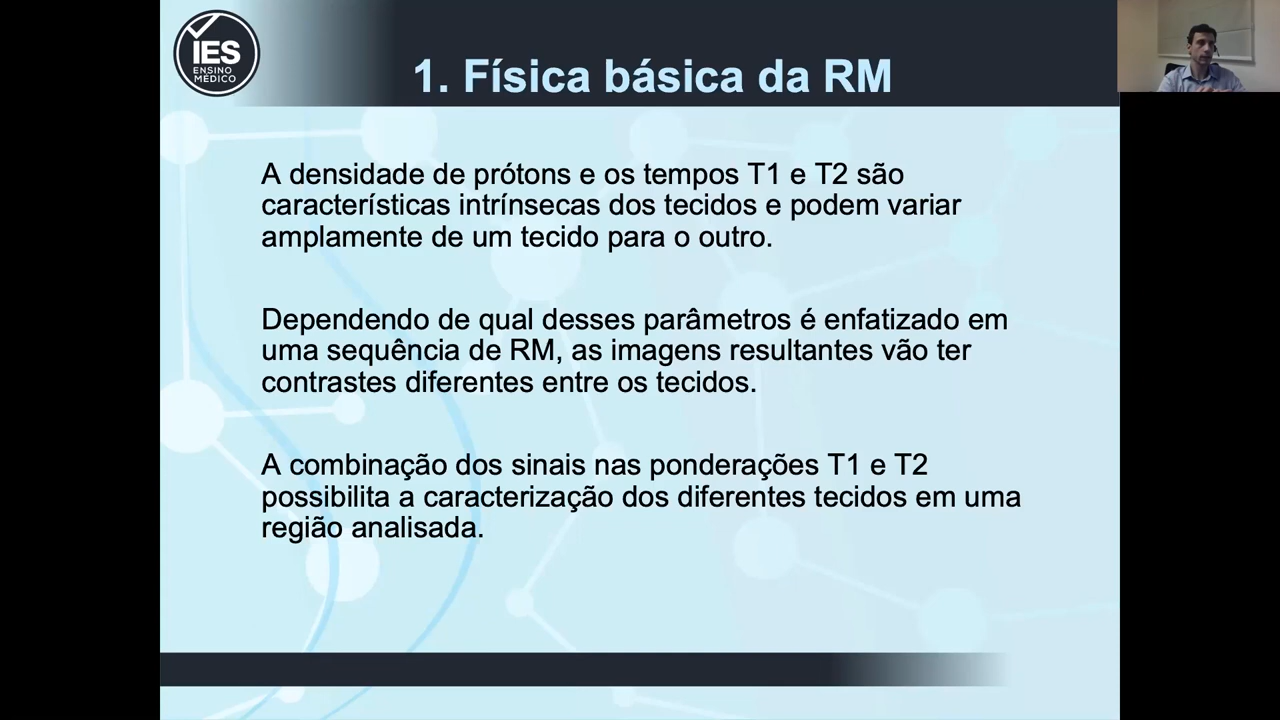 IES
ENSINO
MÉDICO
1. Física básica da RM
A densidade de prótons e os tempos T1 e T2 são
características intrínsecas dos tecidos e podem variar
amplamente de um tecido para o outro.
Dependendo de qual desses parâmetros é enfatizado em
uma sequência de RM, as imagens resultantes vão ter
contrastes diferentes entre os tecidos.
A combinação dos sinais nas ponderações T1 e T2
possibilita a caracterização dos diferentes tecidos em uma
região analisada.